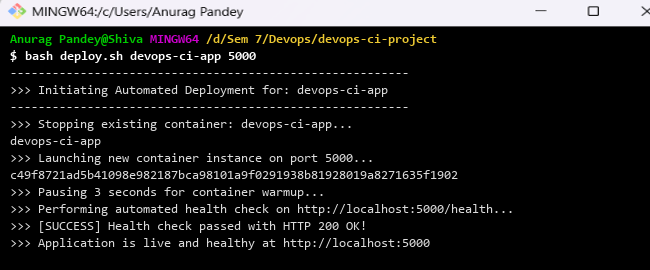 MINGW64:/c/Users/Anurag Pandey
Anurag Pandey@Shiva MINGW64 /d/Sem 7/Devops/devops-ci-project
$ bash deploy.sh devops-ci-app 5000
--------------------------------------------------------
>>> Initiating Automated Deployment for: devops-ci-app
--------------------------------------------------------
>>> Stopping existing container: devops-ci-app...
devops-ci-app
>>> Launching new container instance on port 5000...
c49f8721ad5b41098e982187bca98101a9f0291938b81928019a8271635f1902
>>> Pausing 3 seconds for container warmup...
>>> Performing automated health check on http://localhost:5000/health...
>>> [SUCCESS] Health check passed with HTTP 200 OK!
>>> Application is live and healthy at http://localhost:5000